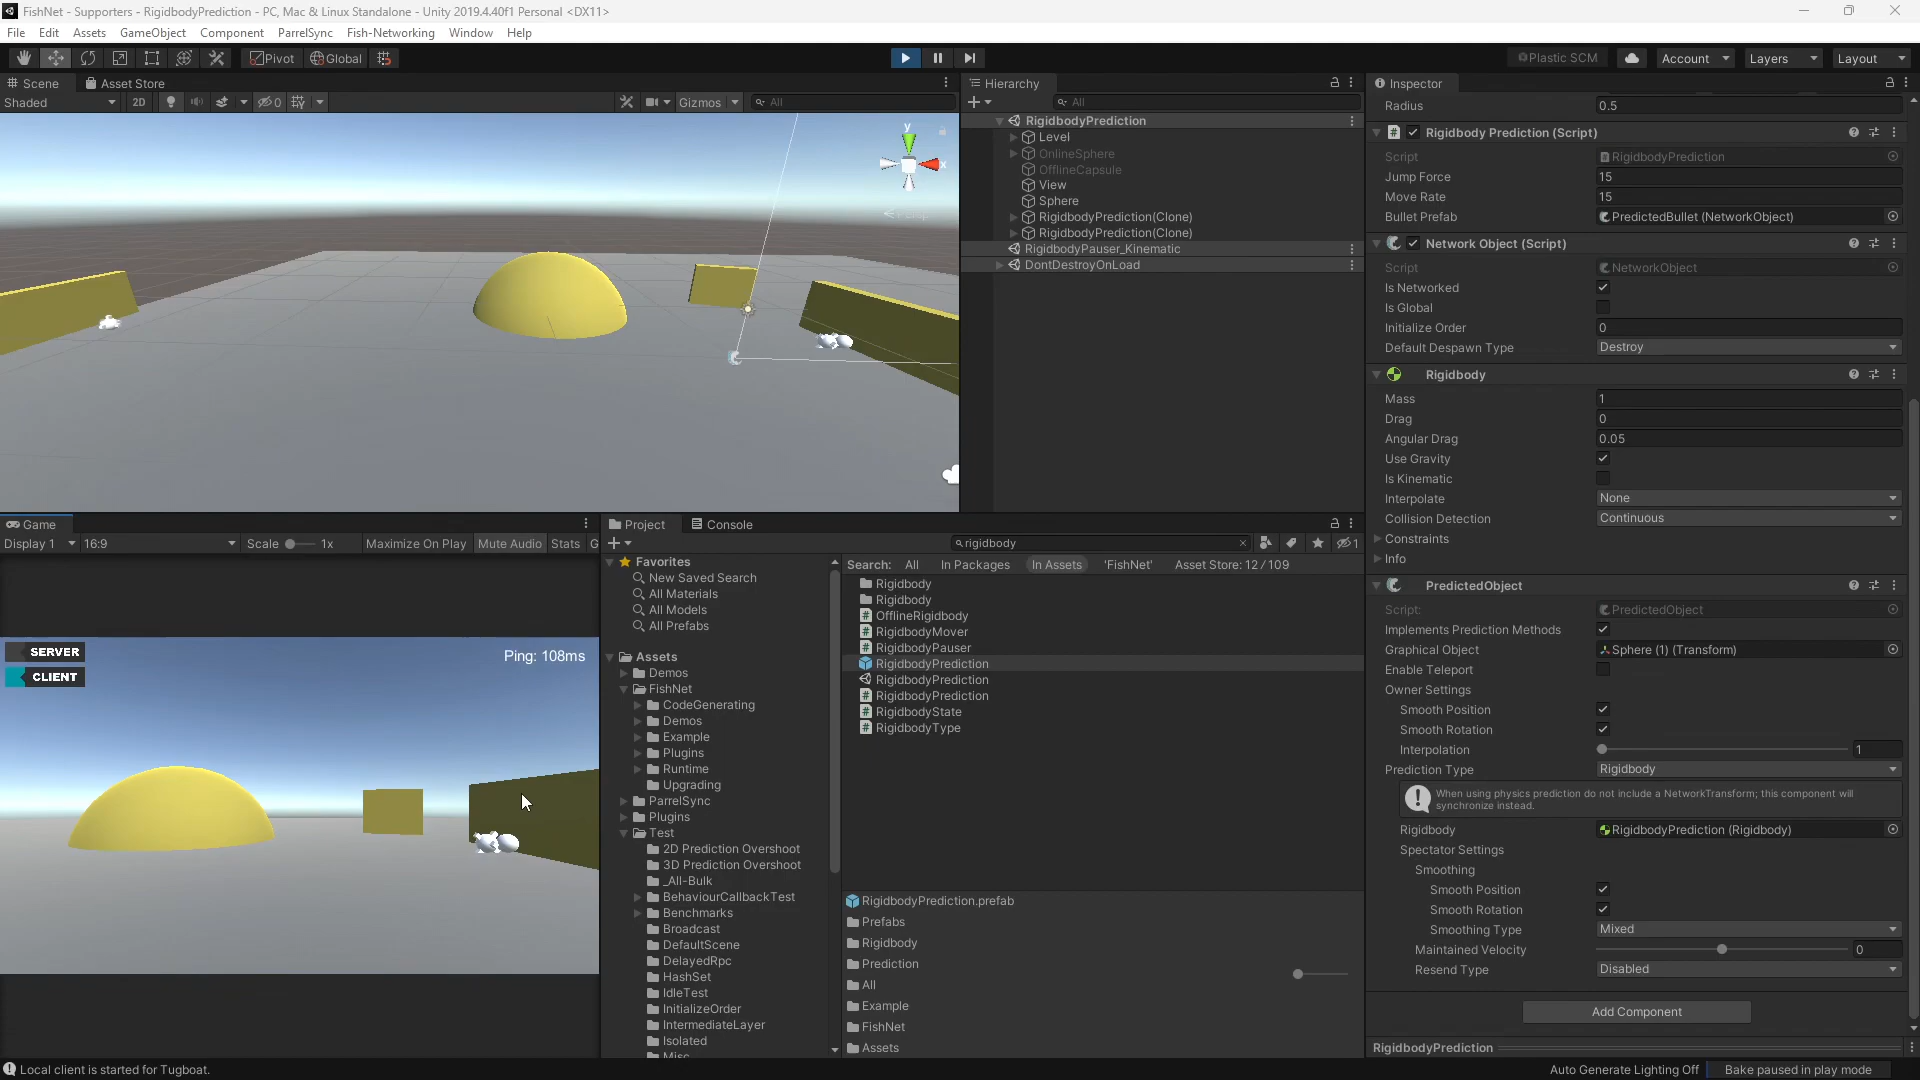 FishNet - Supporters - RigidbodyPrediction - PC, Mac & Linux Standalone - Unity 2019.4.40f1 Personal <DX11>
File Edit Assets GameObject Component ParrelSync Fish-Networking Window Help
Pivot Global Plastic SCM Account Layers Layout
Scene Asset Store
Shaded 2D 0 Gizmos All
y
x
Persp
Hierarchy
All
RigidbodyPrediction
Level
OnlineSphere
OfflineCapsule
View
Sphere
RigidbodyPrediction(Clone)
RigidbodyPrediction(Clone)
RigidbodyPauser_Kinematic
DontDestroyOnLoad
Game
Display 1 16:9 Scale 1x Maximize On Play Mute Audio Stats G
SERVER
CLIENT
Ping: 108ms
Project Console
rigidbody 1
Favorites
New Saved Search
All Materials
All Models
All Prefabs
Assets
Demos
FishNet
CodeGenerating
Demos
Example
Plugins
Runtime
Upgrading
ParrelSync
Plugins
Test
2D Prediction Overshoot
3D Prediction Overshoot
_All-Bulk
BehaviourCallbackTest
Benchmarks
Broadcast
DefaultScene
DelayedRpc
HashSet
IdleTest
InitializeOrder
IntermediateLayer
Isolated
Misc
Search: All In Packages In Assets 'FishNet' Asset Store: 12 / 109
Rigidbody
Rigidbody
OfflineRigidbody
RigidbodyMover
RigidbodyPauser
RigidbodyPrediction
RigidbodyPrediction
RigidbodyPrediction
RigidbodyState
RigidbodyType
RigidbodyPrediction.prefab
Prefabs
Rigidbody
Prediction
All
Example
FishNet
Assets
Inspector
Radius 0.5
Rigidbody Prediction (Script)
Script RigidbodyPrediction
Jump Force 15
Move Rate 15
Bullet Prefab PredictedBullet (NetworkObject)
Network Object (Script)
Script NetworkObject
Is Networked
Is Global
Initialize Order 0
Default Despawn Type Destroy
Rigidbody
Mass 1
Drag 0
Angular Drag 0.05
Use Gravity
Is Kinematic
Interpolate None
Collision Detection Continuous
Constraints
Info
PredictedObject
Script: PredictedObject
Implements Prediction Methods
Graphical Object Sphere (1) (Transform)
Enable Teleport
Owner Settings
Smooth Position
Smooth Rotation
Interpolation 1
Prediction Type Rigidbody
When using physics prediction do not include a NetworkTransform; this component will
synchronize instead.
Rigidbody RigidbodyPrediction (Rigidbody)
Spectator Settings
Smoothing
Smooth Position
Smooth Rotation
Smoothing Type Mixed
Maintained Velocity 0
Resend Type Disabled
Add Component
RigidbodyPrediction
Local client is started for Tugboat.
Auto Generate Lighting Off Bake paused in play mode